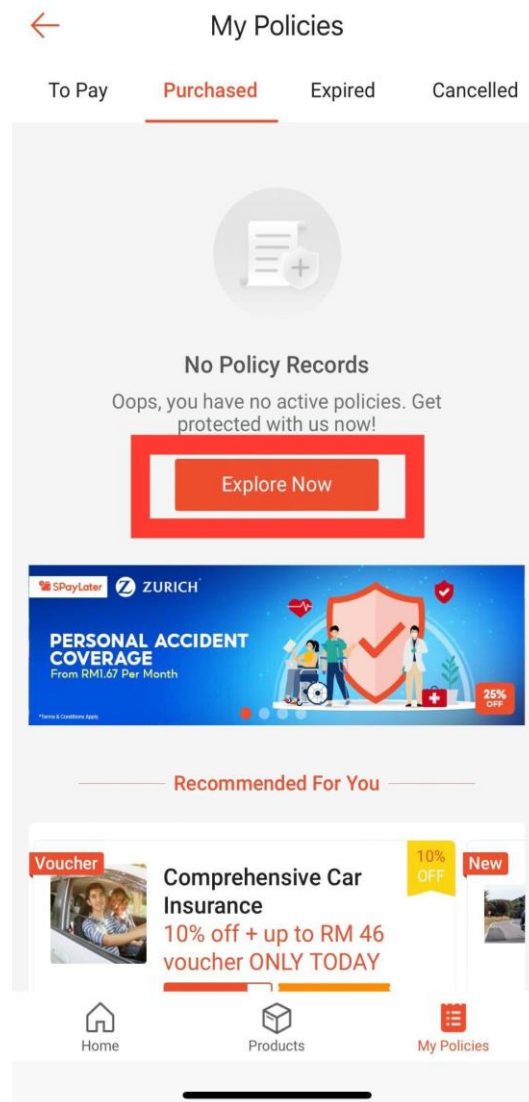 My Policies
To Pay
Purchased
Expired
Cancelled
No Policy Records
Oops, you have no active policies. Get
protected with us now!
Explore Now
SPayLater
ZURICH
PERSONAL ACCIDENT
COVERAGE
From RM1.67 Per Month
*Terms & Conditions Apply
25%
OFF
Recommended For You
Voucher
Comprehensive Car
Insurance
10% off + up to RM 46
voucher ONLY TODAY
10%
OFF
New
Home
Products
My Policies